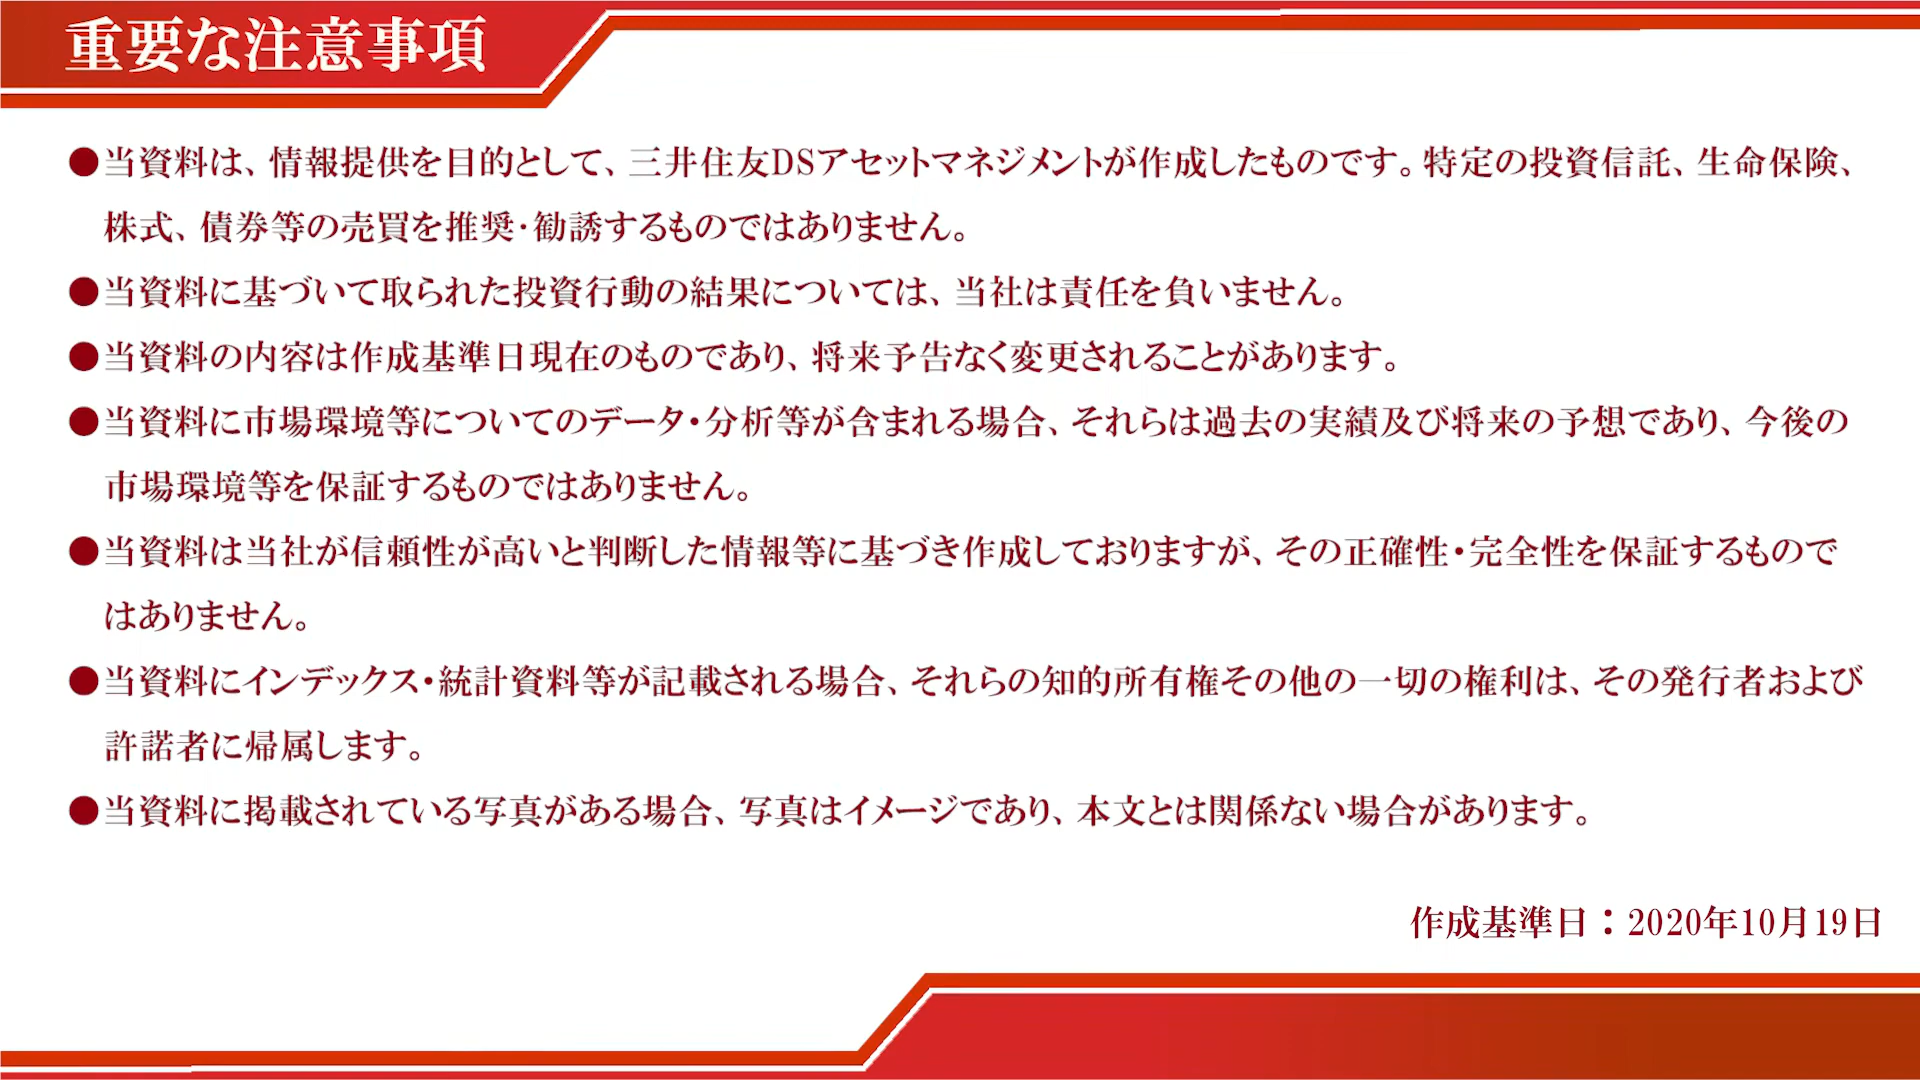 重要な注意事項
●当資料は、情報提供を目的として、三井住友DSアセットマネジメントが作成したものです。特定の投資信託、生命保険、
株式、債券等の売買を推奨・勧誘するものではありません。
●当資料に基づいて取られた投資行動の結果については、当社は責任を負いません。
●当資料の内容は作成基準日現在のものであり、将来予告なく変更されることがあります。
●当資料に市場環境等についてのデータ・分析等が含まれる場合、それらは過去の実績及び将来の予想であり、今後の
市場環境等を保証するものではありません。
●当資料は当社が信頼性が高いと判断した情報等に基づき作成しておりますが、その正確性・完全性を保証するもので
はありません。
●当資料にインデックス・統計資料等が記載される場合、それらの知的所有権その他の一切の権利は、その発行者および
許諾者に帰属します。
●当資料に掲載されている写真がある場合、写真はイメージであり、本文とは関係ない場合があります。
作成基準日：2020年10月19日